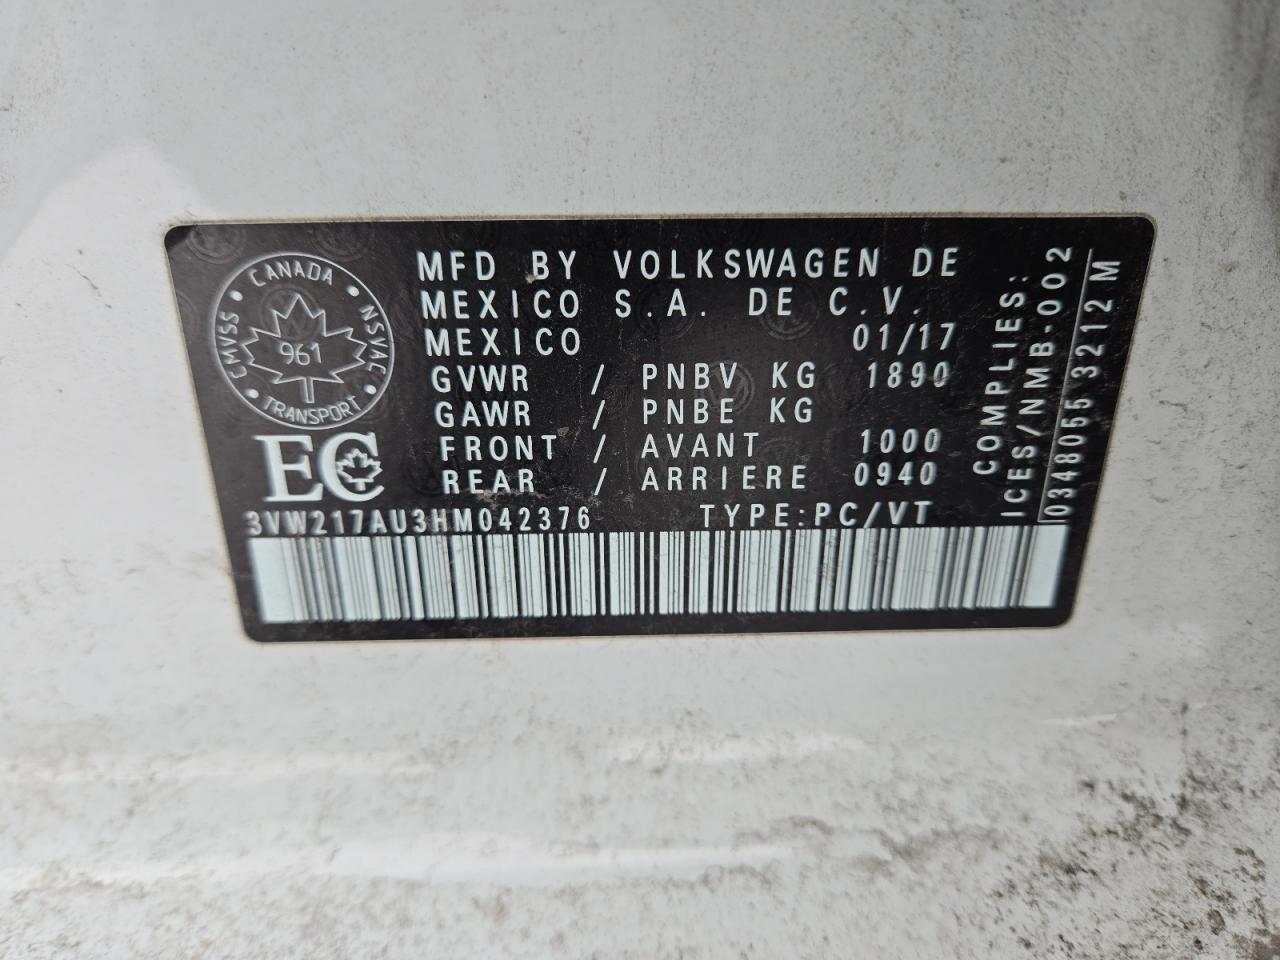 CANADA
CMVSS
NSVAC
961
TRANSPORT
EC
MFD BY VOLKSWAGEN DE
MEXICO S.A. DE C.V.
MEXICO 01/17
GVWR / PNBV KG 1890
GAWR / PNBE KG
FRONT / AVANT 1000
REAR / ARRIERE 0940
3VW217AU3HM042376 TYPE:PC/VT
COMPLIES:
ICES/NMB-002
0348055 3212 M